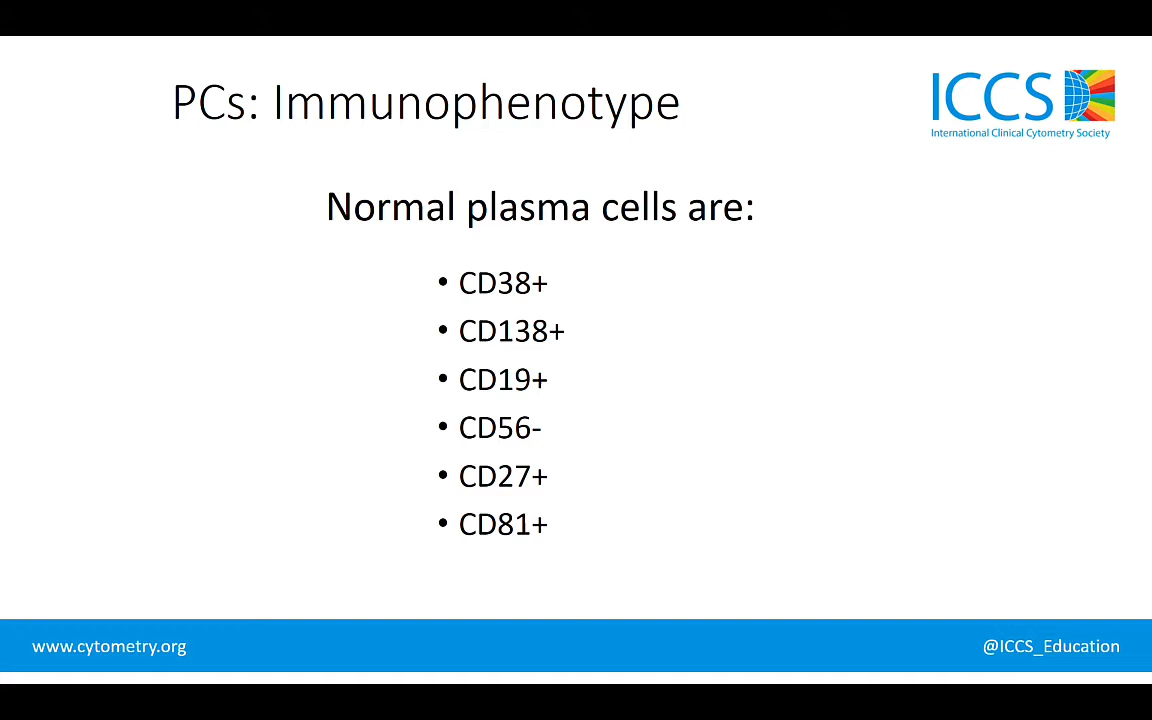 PCs: Immunophenotype
ICCS
International Clinical Cytometry Society
Normal plasma cells are:
• CD38+
• CD138+
• CD19+
• CD56-
• CD27+
• CD81+
www.cytometry.org
@ICCS_Education